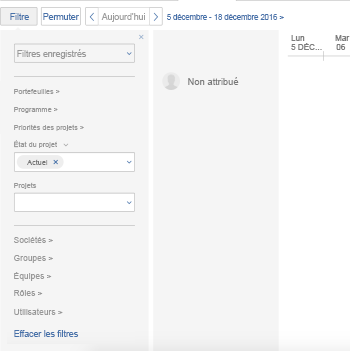 Filtre Permuter Aujourd'hui 5 décembre - 18 décembre 2016 >
Lun Mar
5 DÉC... 06
Filtres enregistrés
Non attribué
Portefeuilles >
Programme >
Priorités des projets >
État du projet
Actuel ×
Projets
Sociétés >
Groupes >
Équipes >
Rôles >
Utilisateurs >
Effacer les filtres